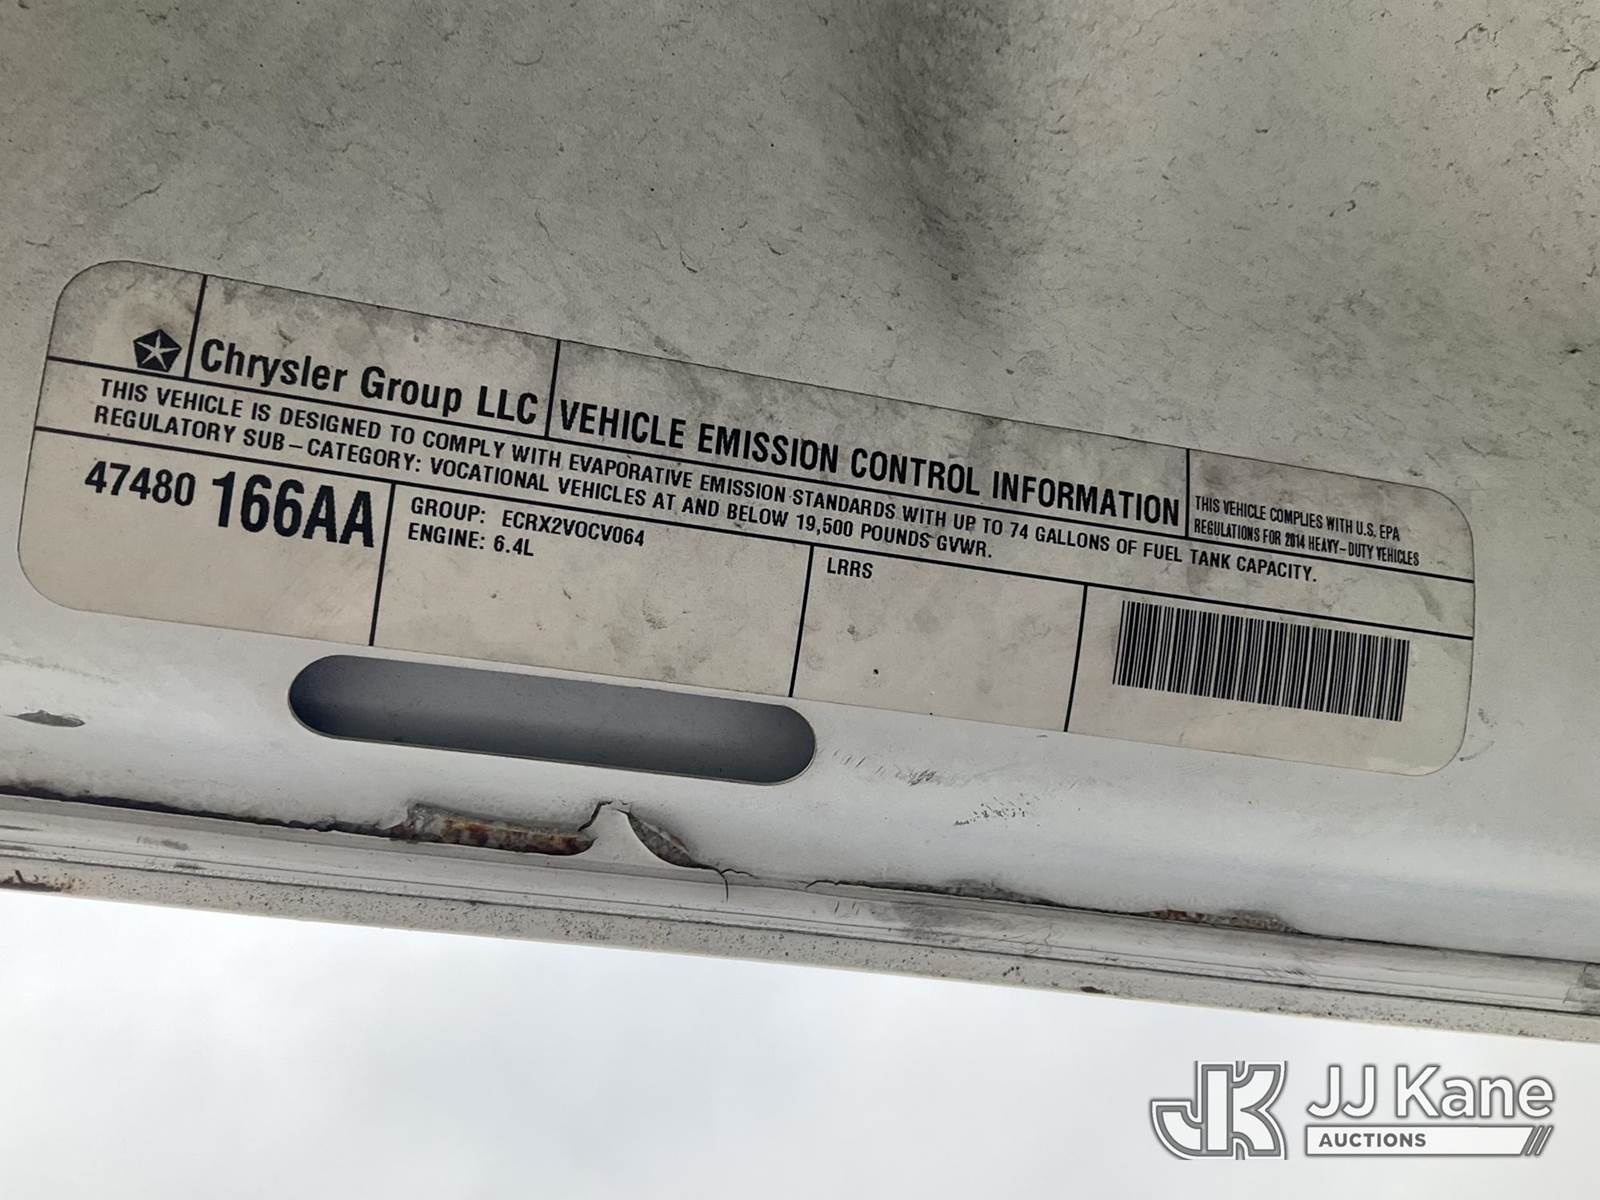 Chrysler Group LLC
VEHICLE EMISSION CONTROL INFORMATION
THIS VEHICLE COMPLIES WITH U.S. EPA
REGULATIONS FOR 2014 HEAVY-DUTY VEHICLES
THIS VEHICLE IS DESIGNED TO COMPLY WITH EVAPORATIVE EMISSION STANDARDS WITH UP TO 74 GALLONS OF FUEL TANK CAPACITY.
REGULATORY SUB-CATEGORY: VOCATIONAL VEHICLES AT AND BELOW 19,500 POUNDS GVWR.
47480 166AA
GROUP: ECRX2VOCV064
ENGINE: 6.4L
LRRS
JJ Kane
AUCTIONS